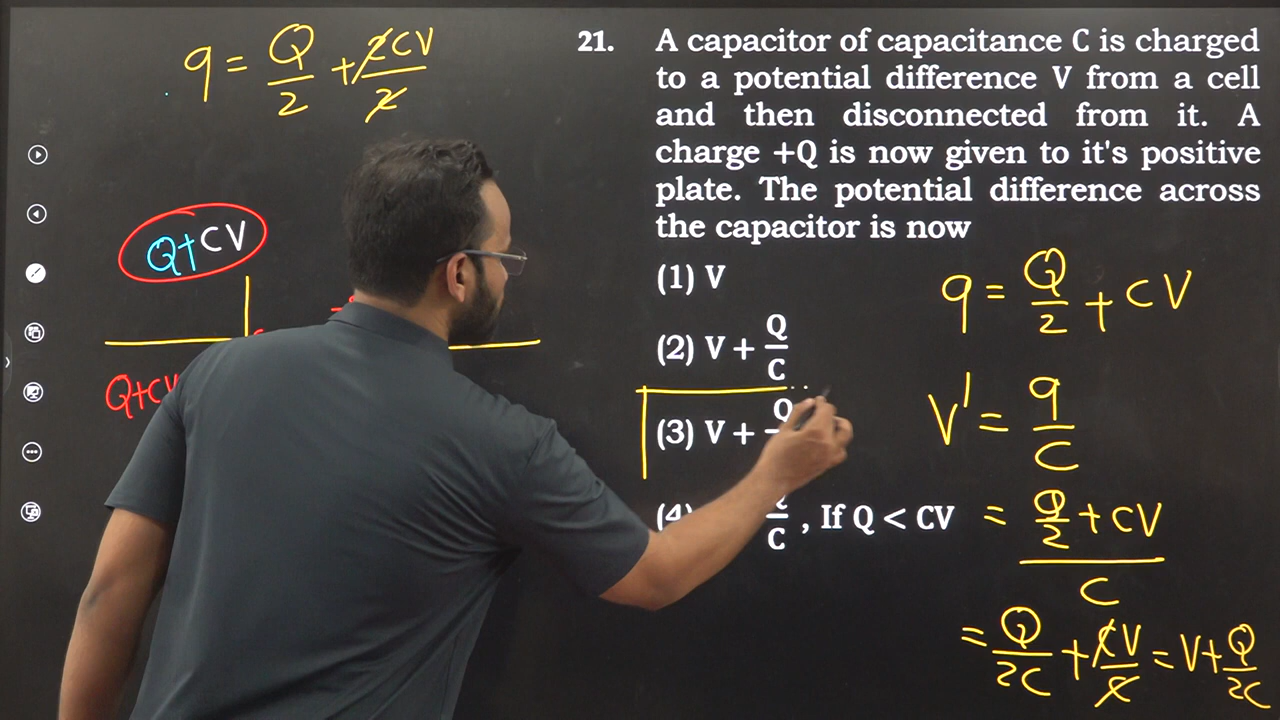 q = Q/2 + 2CV/2
Q+CV
Q+CV
21. A capacitor of capacitance C is charged
to a potential difference V from a cell
and then disconnected from it. A
charge +Q is now given to it's positive
plate. The potential difference across
the capacitor is now
(1) V
(2) V + Q/C
(3) V + Q
(4) C , If Q < CV
q = Q/2 + CV
V' = q/C
= (Q/2 + CV)/C
= Q/2C + CV/C = V + Q/2C